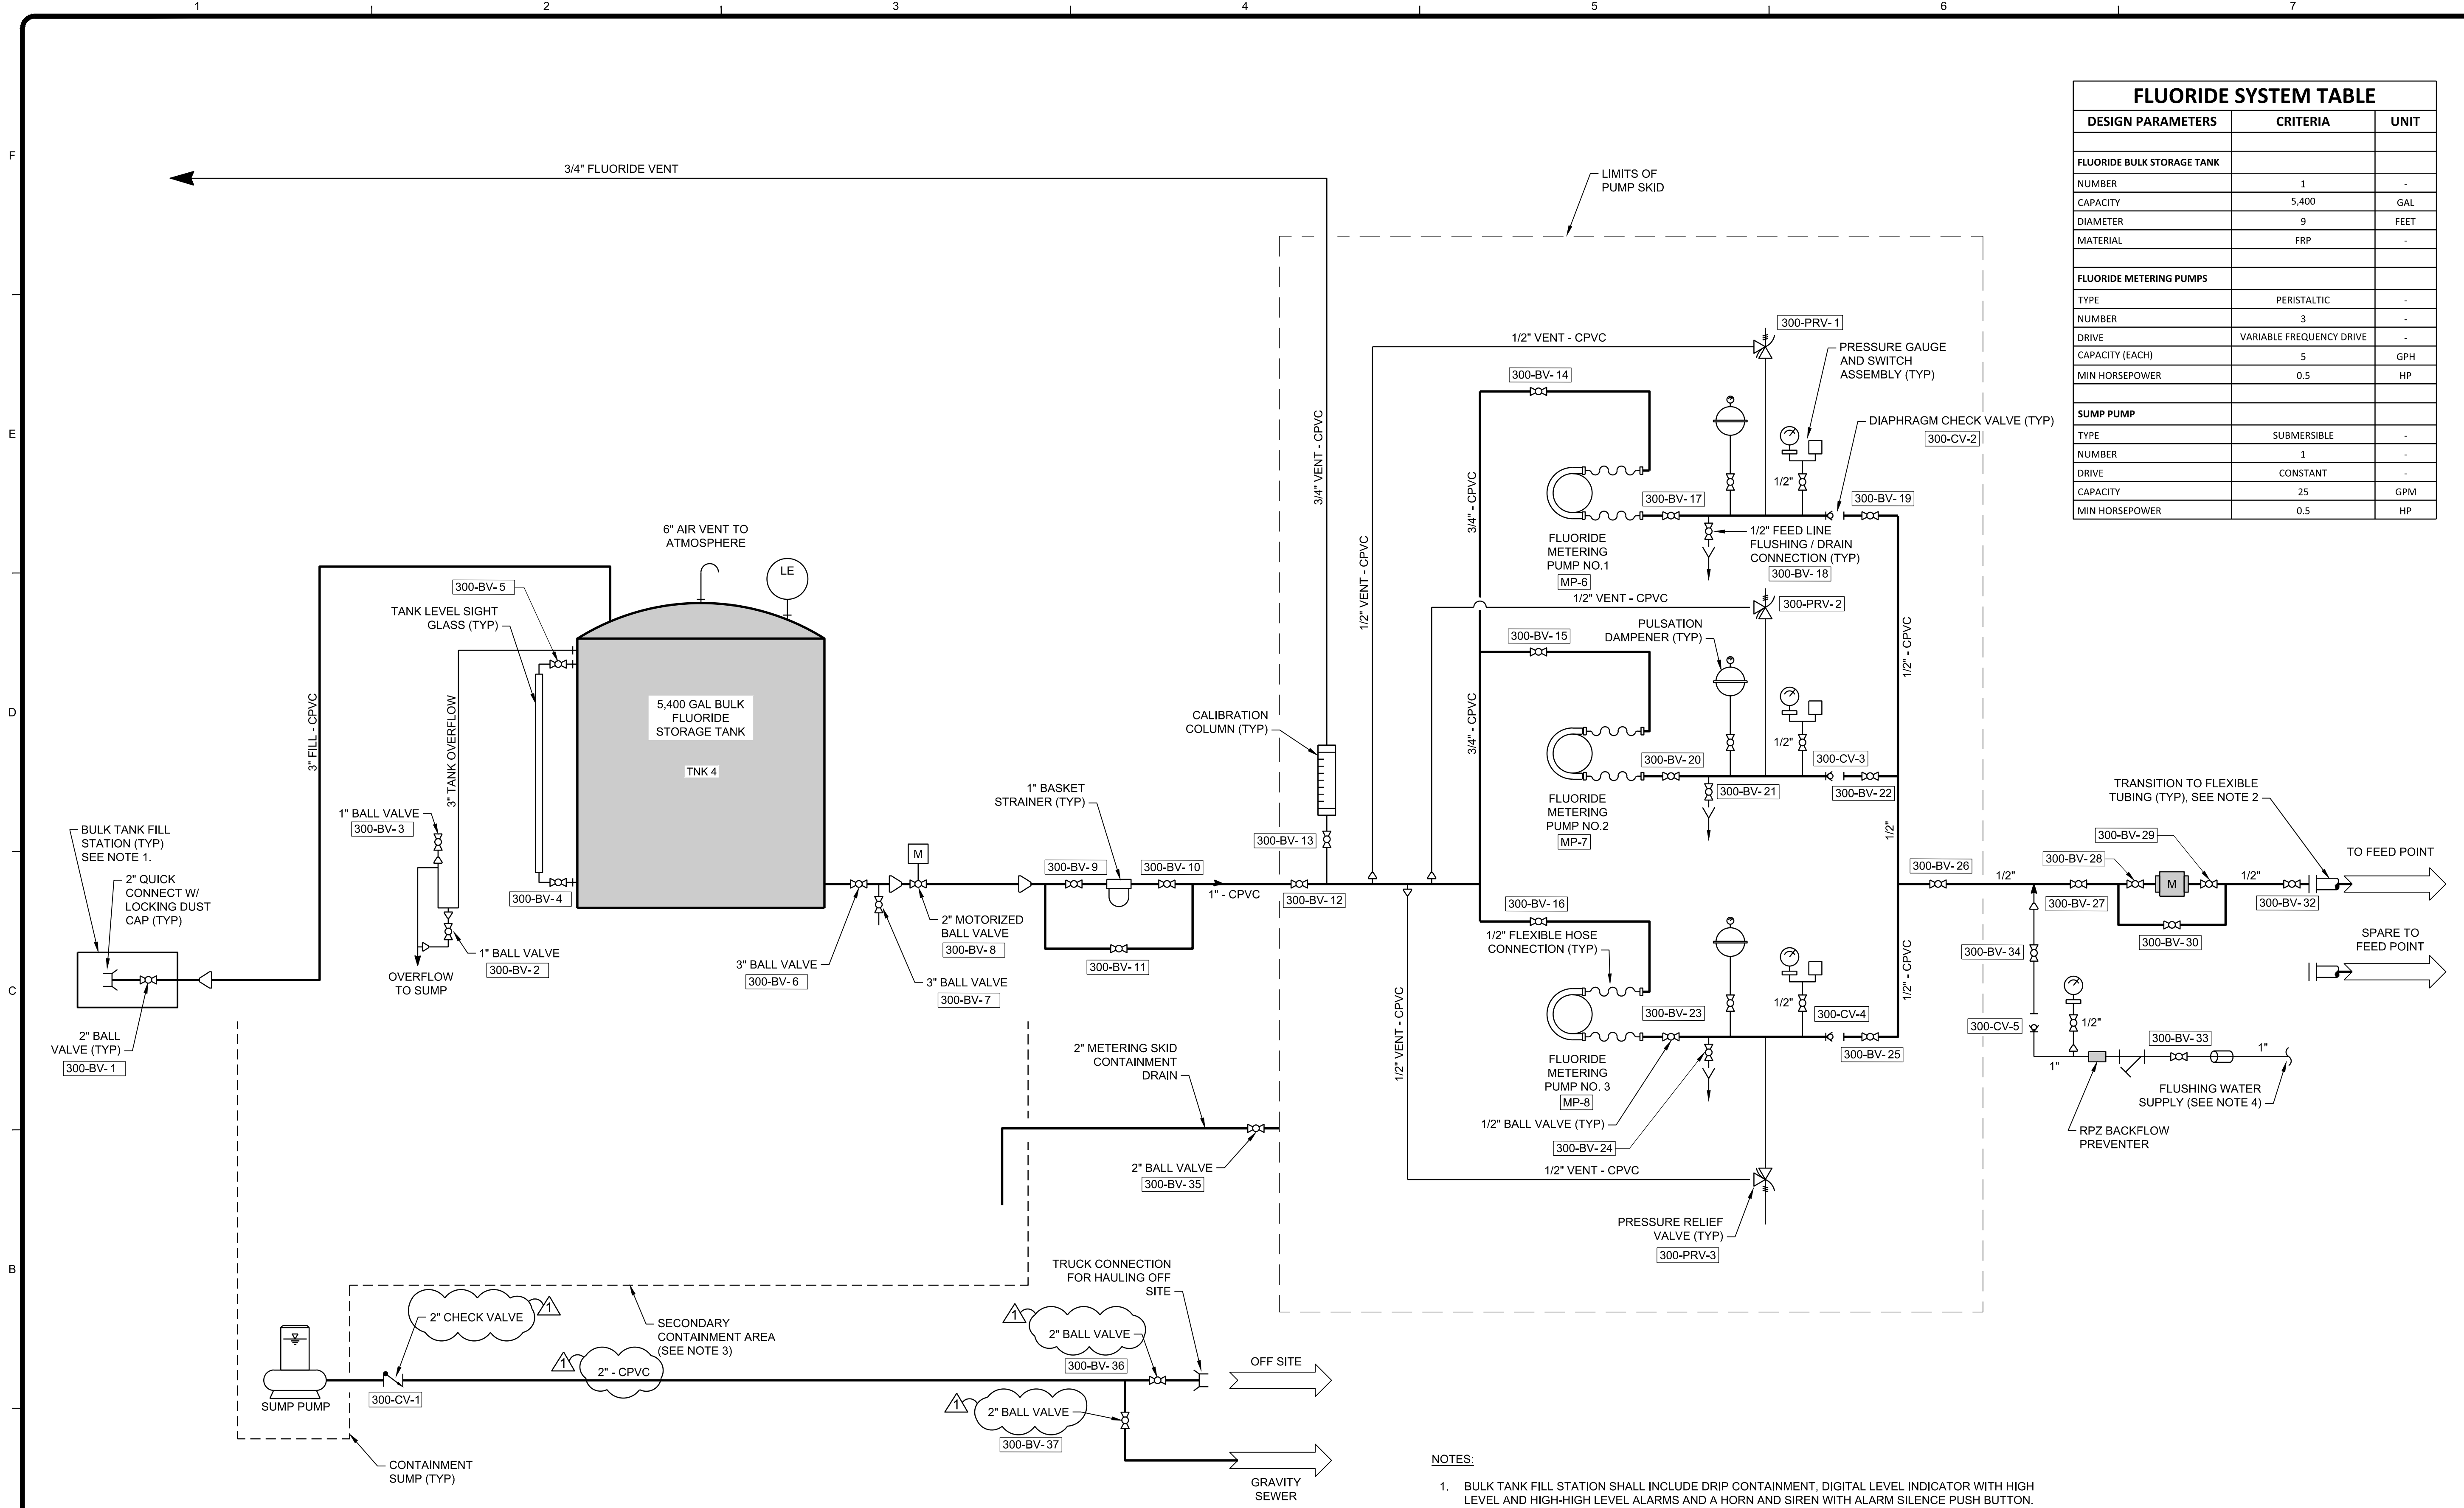 1 2 3 4 5 6 7
F
E
D
C
B
3/4" FLUORIDE VENT
LIMITS OF
PUMP SKID
FLUORIDE SYSTEM TABLE
DESIGN PARAMETERS CRITERIA UNIT
FLUORIDE BULK STORAGE TANK
NUMBER 1 -
CAPACITY 5,400 GAL
DIAMETER 9 FEET
MATERIAL FRP -
FLUORIDE METERING PUMPS
TYPE PERISTALTIC -
NUMBER 3 -
DRIVE VARIABLE FREQUENCY DRIVE -
CAPACITY (EACH) 5 GPH
MIN HORSEPOWER 0.5 HP
SUMP PUMP
TYPE SUBMERSIBLE -
NUMBER 1 -
DRIVE CONSTANT -
CAPACITY 25 GPM
MIN HORSEPOWER 0.5 HP
BULK TANK FILL
STATION (TYP)
SEE NOTE 1.
2" QUICK
CONNECT W/
LOCKING DUST
CAP (TYP)
2" BALL
VALVE (TYP)
300-BV-1
3" FILL - CPVC
1" BALL VALVE
300-BV-3
3" TANK OVERFLOW
OVERFLOW
TO SUMP
1" BALL VALVE
300-BV-2
300-BV-5
TANK LEVEL SIGHT
GLASS (TYP)
300-BV-4
6" AIR VENT TO
ATMOSPHERE
LE
5,400 GAL BULK
FLUORIDE
STORAGE TANK
TNK 4
3" BALL VALVE
300-BV-6
3" BALL VALVE
300-BV-7
M
2" MOTORIZED
BALL VALVE
300-BV-8
1" BASKET
STRAINER (TYP)
300-BV-9
300-BV-10
300-BV-11
1" - CPVC
300-BV-12
300-BV-13
CALIBRATION
COLUMN (TYP)
3/4" VENT - CPVC
1/2" VENT - CPVC
1/2" VENT - CPVC
300-PRV-1
PRESSURE GAUGE
AND SWITCH
ASSEMBLY (TYP)
300-BV-14
3/4" - CPVC
DIAPHRAGM CHECK VALVE (TYP)
300-CV-2
1/2"
300-BV-17
300-BV-19
FLUORIDE
METERING
PUMP NO.1
MP-6
1/2" FEED LINE
FLUSHING / DRAIN
CONNECTION (TYP)
300-BV-18
1/2" VENT - CPVC
300-PRV-2
300-BV-15
PULSATION
DAMPENER (TYP)
1/2" - CPVC
3/4" - CPVC
1/2"
300-BV-20
300-CV-3
300-BV-21
300-BV-22
FLUORIDE
METERING
PUMP NO.2
MP-7
1/2"
300-BV-16
1/2" FLEXIBLE HOSE
CONNECTION (TYP)
1/2" - CPVC
1/2"
300-BV-23
300-CV-4
300-BV-25
FLUORIDE
METERING
PUMP NO. 3
MP-8
1/2" BALL VALVE (TYP)
300-BV-24
1/2" VENT - CPVC
1/2" VENT - CPVC
PRESSURE RELIEF
VALVE (TYP)
300-PRV-3
300-BV-26
1/2"
300-BV-27
300-BV-28
300-BV-29
M
300-BV-30
1/2"
300-BV-32
TRANSITION TO FLEXIBLE
TUBING (TYP), SEE NOTE 2
TO FEED POINT
SPARE TO
FEED POINT
300-BV-34
300-CV-5
1/2"
300-BV-33
1"
1"
FLUSHING WATER
SUPPLY (SEE NOTE 4)
RPZ BACKFLOW
PREVENTER
2" METERING SKID
CONTAINMENT
DRAIN
2" BALL VALVE
300-BV-35
SUMP PUMP
1
2" CHECK VALVE
300-CV-1
1
2" - CPVC
SECONDARY
CONTAINMENT AREA
(SEE NOTE 3)
CONTAINMENT
SUMP (TYP)
TRUCK CONNECTION
FOR HAULING OFF
SITE
1
2" BALL VALVE
300-BV-36
1
2" BALL VALVE
300-BV-37
OFF SITE
GRAVITY
SEWER
NOTES:
1. BULK TANK FILL STATION SHALL INCLUDE DRIP CONTAINMENT, DIGITAL LEVEL INDICATOR WITH HIGH
LEVEL AND HIGH-HIGH LEVEL ALARMS AND A HORN AND SIREN WITH ALARM SILENCE PUSH BUTTON.